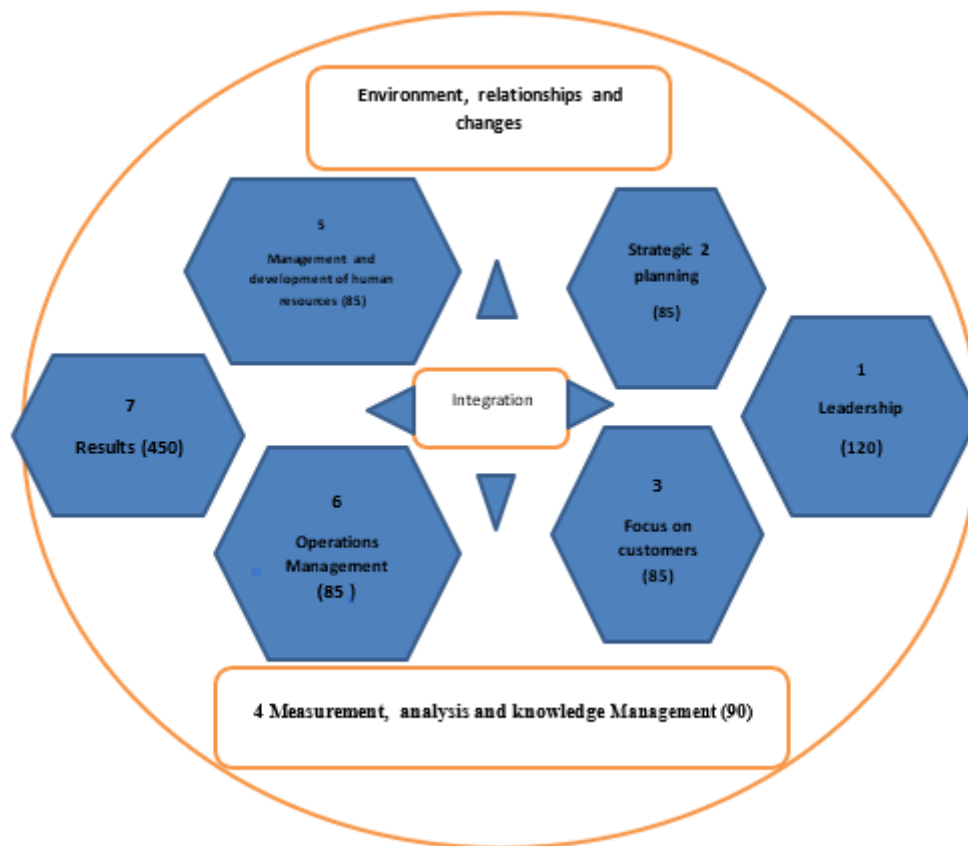 Environment, relationships and
changes
5
Management and
development of human
resources (85)
Strategic 2
planning
(85)
1
Leadership
(120)
Integration
7
Results (450)
6
Operations
Management
(85 )
3
Focus on
customers
(85)
4 Measurement, analysis and knowledge Management (90)